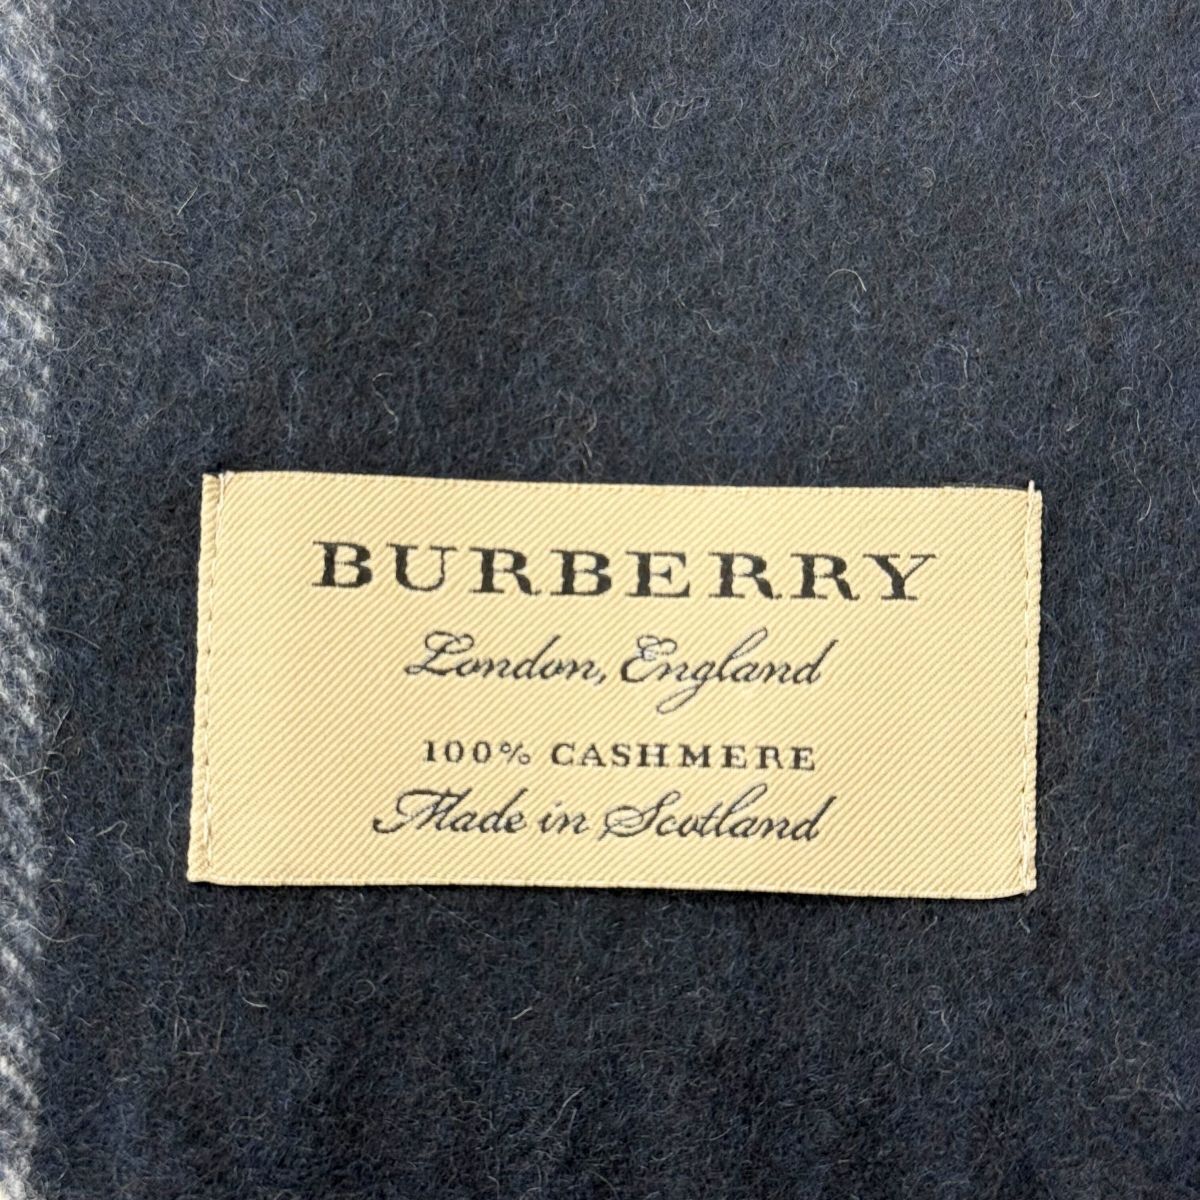 BURBERRY
London, England
100% CASHMERE
Made in Scotland